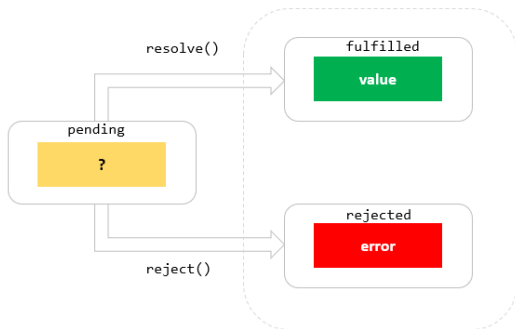 resolve()
fulfilled
value
pending
?
rejected
error
reject()